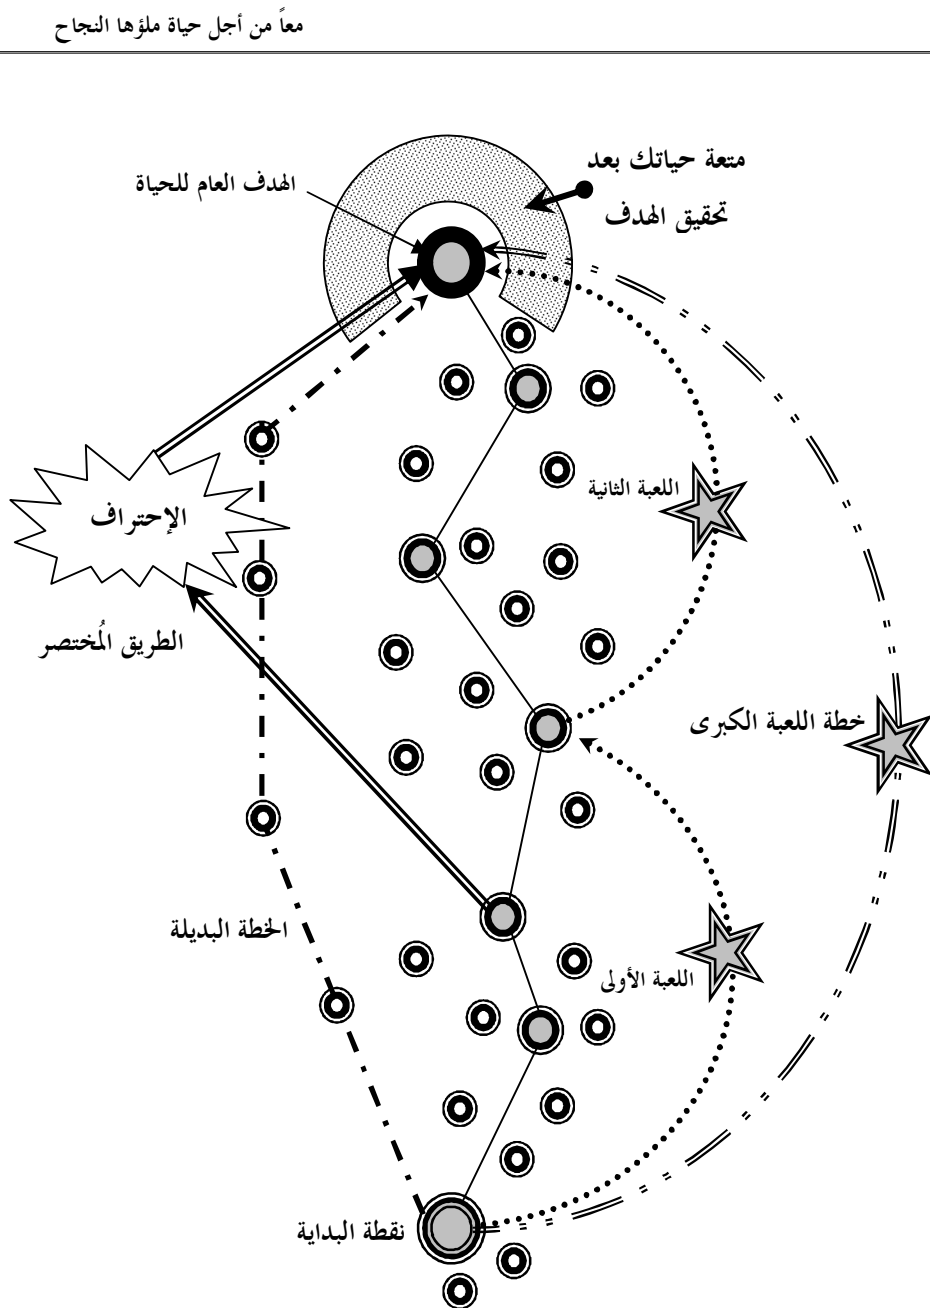 معاً من أجل حياة ملؤها النجاح
متعة حياتك بعد
تحقيق الهدف
الهدف العام للحياة
اللعبة الثانية
الإحتراف
الطريق المُختصر
خطة اللعبة الكبرى
الخطة البديلة
اللعبة الأولى
نقطة البداية